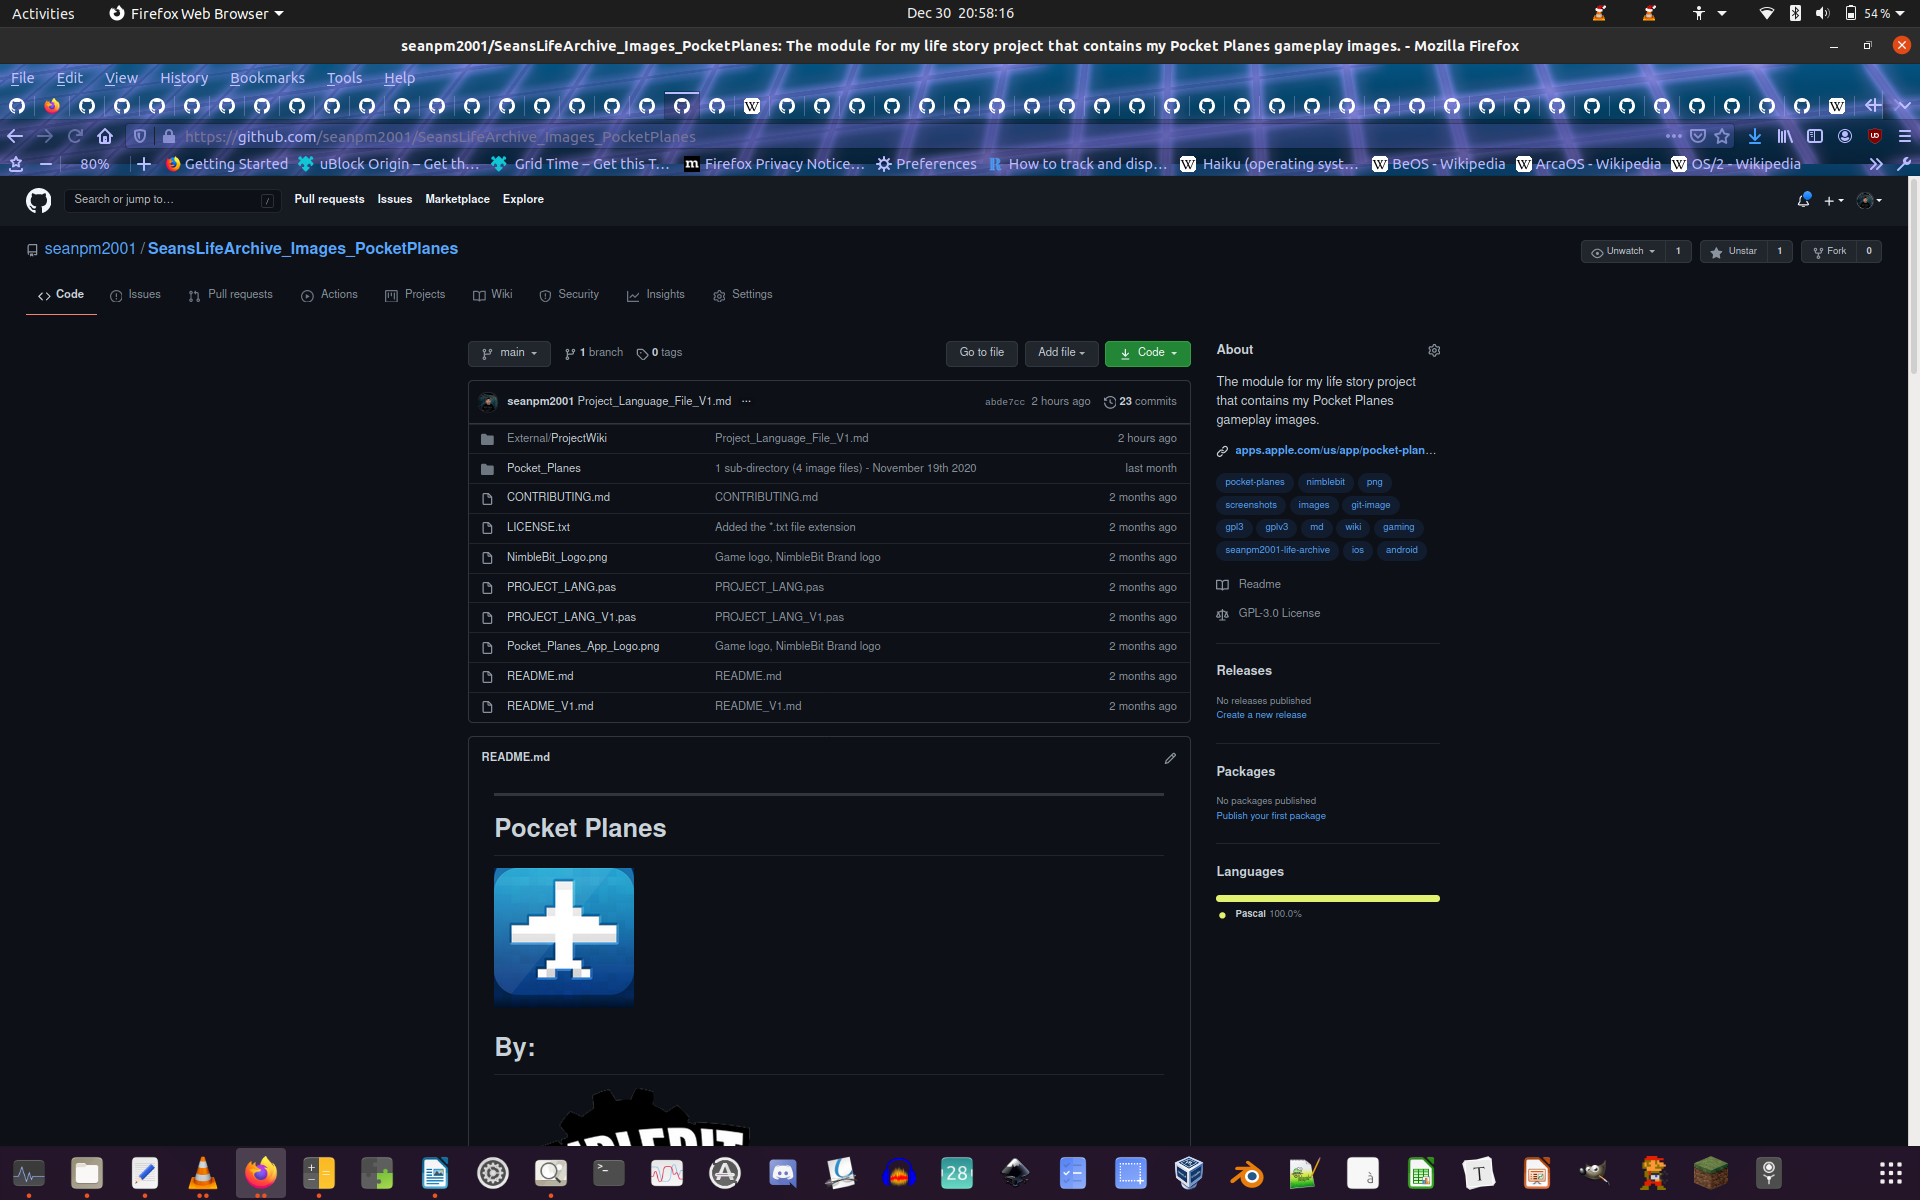 Activities Firefox Web Browser Dec 30 20:58:16 54 %
seanpm2001/SeansLifeArchive_Images_PocketPlanes: The module for my life story project that contains my Pocket Planes gameplay images. - Mozilla Firefox
File Edit View History Bookmarks Tools Help
https://github.com/seanpm2001/SeansLifeArchive_Images_PocketPlanes
80% Getting Started uBlock Origin – Get th… Grid Time – Get this T… Firefox Privacy Notice… Preferences How to track and disp… Haiku (operating syst… BeOS - Wikipedia ArcaOS - Wikipedia OS/2 - Wikipedia
Search or jump to… / Pull requests Issues Marketplace Explore
seanpm2001 / SeansLifeArchive_Images_PocketPlanes Unwatch 1 Unstar 1 Fork 0
Code Issues Pull requests Actions Projects Wiki Security Insights Settings
main 1 branch 0 tags Go to file Add file Code
seanpm2001 Project_Language_File_V1.md ... abde7cc 2 hours ago 23 commits
External/ProjectWiki Project_Language_File_V1.md 2 hours ago
Pocket_Planes 1 sub-directory (4 image files) - November 19th 2020 last month
CONTRIBUTING.md CONTRIBUTING.md 2 months ago
LICENSE.txt Added the *.txt file extension 2 months ago
NimbleBit_Logo.png Game logo, NimbleBit Brand logo 2 months ago
PROJECT_LANG.pas PROJECT_LANG.pas 2 months ago
PROJECT_LANG_V1.pas PROJECT_LANG_V1.pas 2 months ago
Pocket_Planes_App_Logo.png Game logo, NimbleBit Brand logo 2 months ago
README.md README.md 2 months ago
README_V1.md README_V1.md 2 months ago
README.md
Pocket Planes
By:
About
The module for my life story project
that contains my Pocket Planes
gameplay images.
apps.apple.com/us/app/pocket-plan…
pocket-planes nimblebit png
screenshots images git-image
gpl3 gplv3 md wiki gaming
seanpm2001-life-archive ios android
Readme
GPL-3.0 License
Releases
No releases published
Create a new release
Packages
No packages published
Publish your first package
Languages
Pascal 100.0%
28